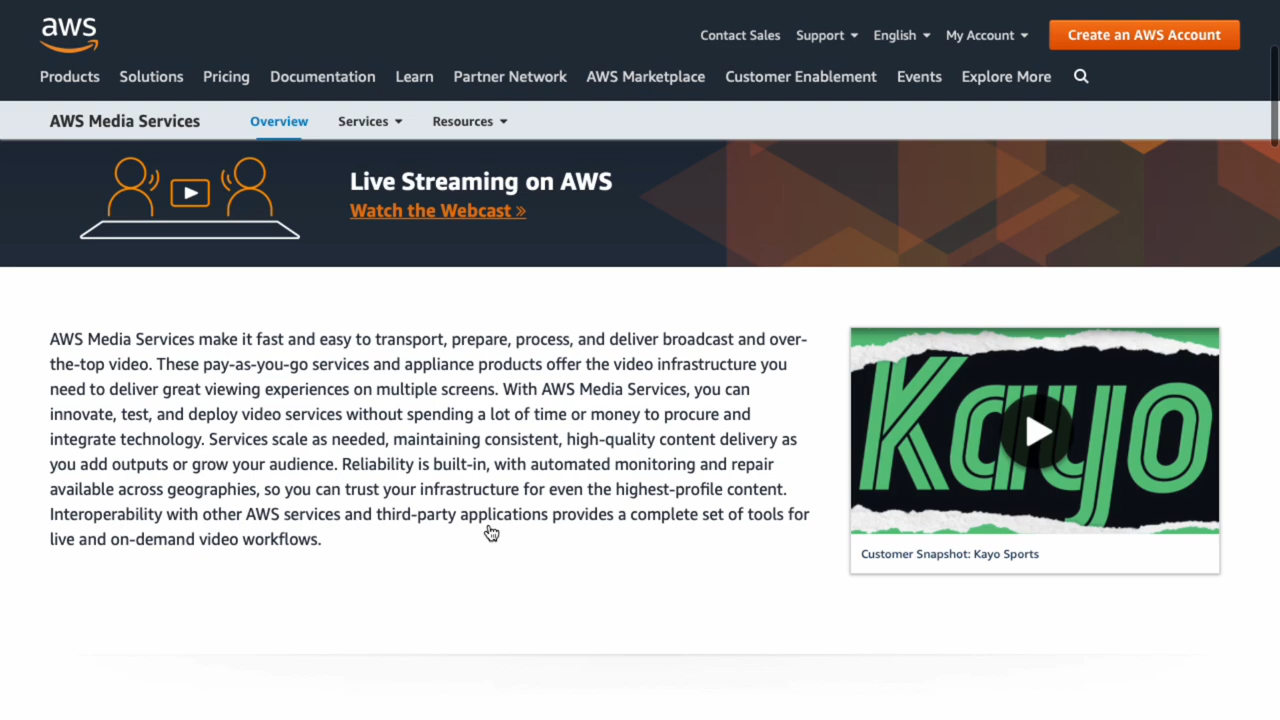 aws
Contact Sales Support English My Account Create an AWS Account
Products Solutions Pricing Documentation Learn Partner Network AWS Marketplace Customer Enablement Events Explore More
AWS Media Services Overview Services Resources
Live Streaming on AWS
Watch the Webcast »
AWS Media Services make it fast and easy to transport, prepare, process, and deliver broadcast and over-
the-top video. These pay-as-you-go services and appliance products offer the video infrastructure you
need to deliver great viewing experiences on multiple screens. With AWS Media Services, you can
innovate, test, and deploy video services without spending a lot of time or money to procure and
integrate technology. Services scale as needed, maintaining consistent, high-quality content delivery as
you add outputs or grow your audience. Reliability is built-in, with automated monitoring and repair
available across geographies, so you can trust your infrastructure for even the highest-profile content.
Interoperability with other AWS services and third-party applications provides a complete set of tools for
live and on-demand video workflows.
Kayo
Customer Snapshot: Kayo Sports